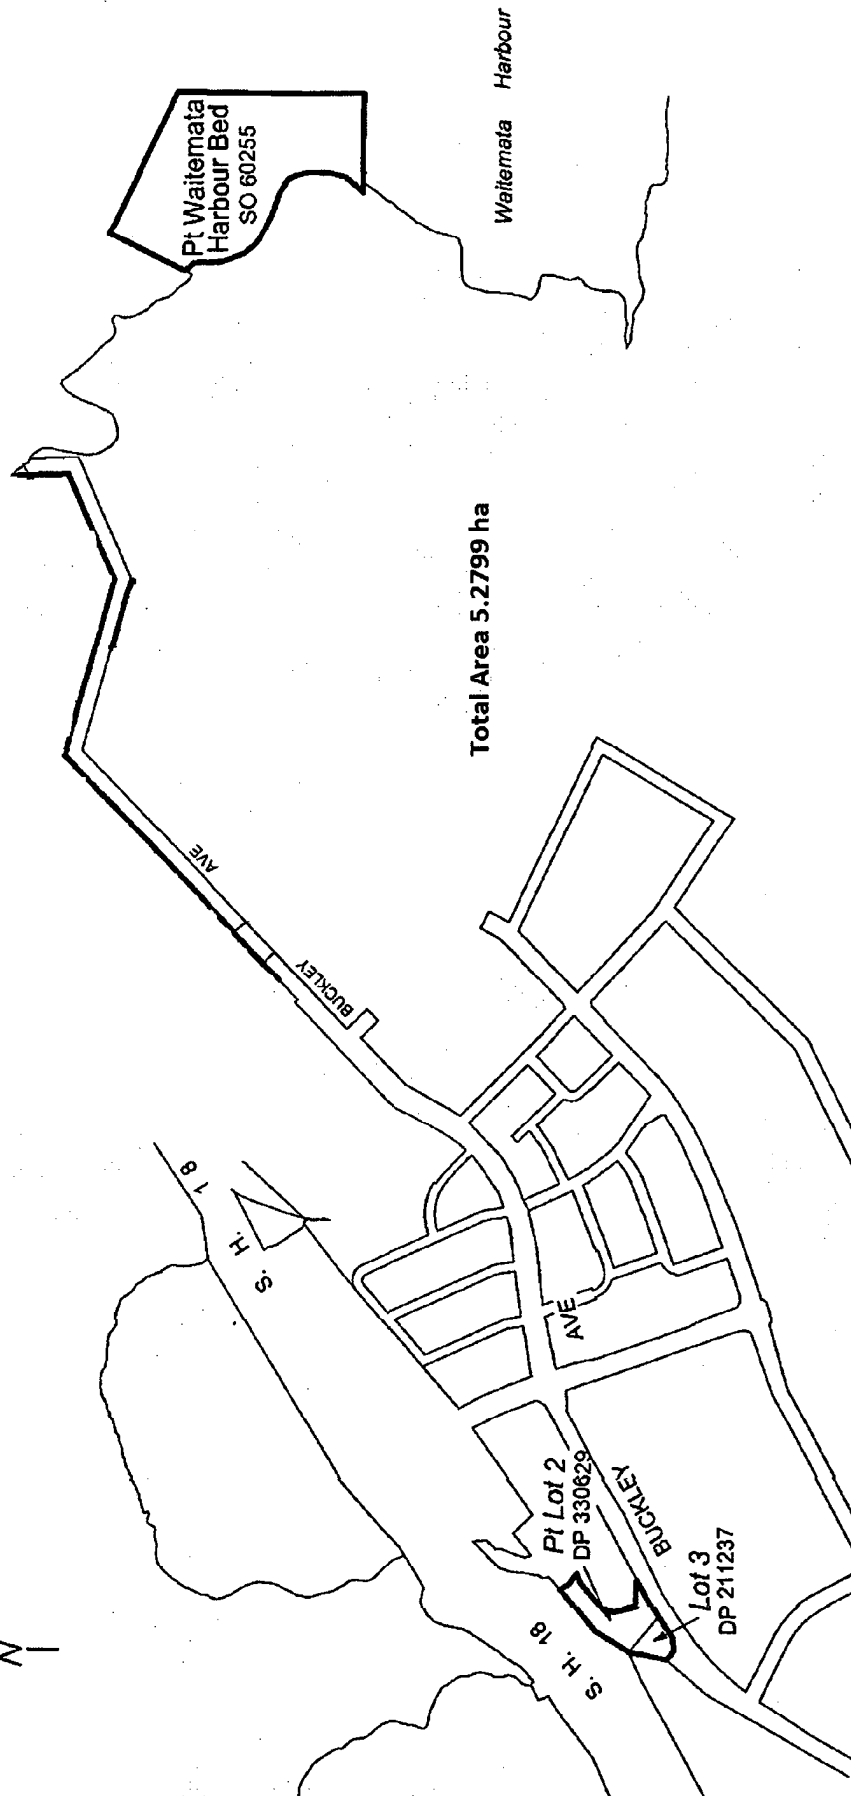 Pt Waitemata
Harbour Bed
SO 60255
Waitemata Harbour
Total Area 5.2799 ha
AVE
BUCKLEY
S. H. 18
AVE
Pt Lot 2
DP 330629
BUCKLEY
Lot 3
DP 211237
S. H. 18
N